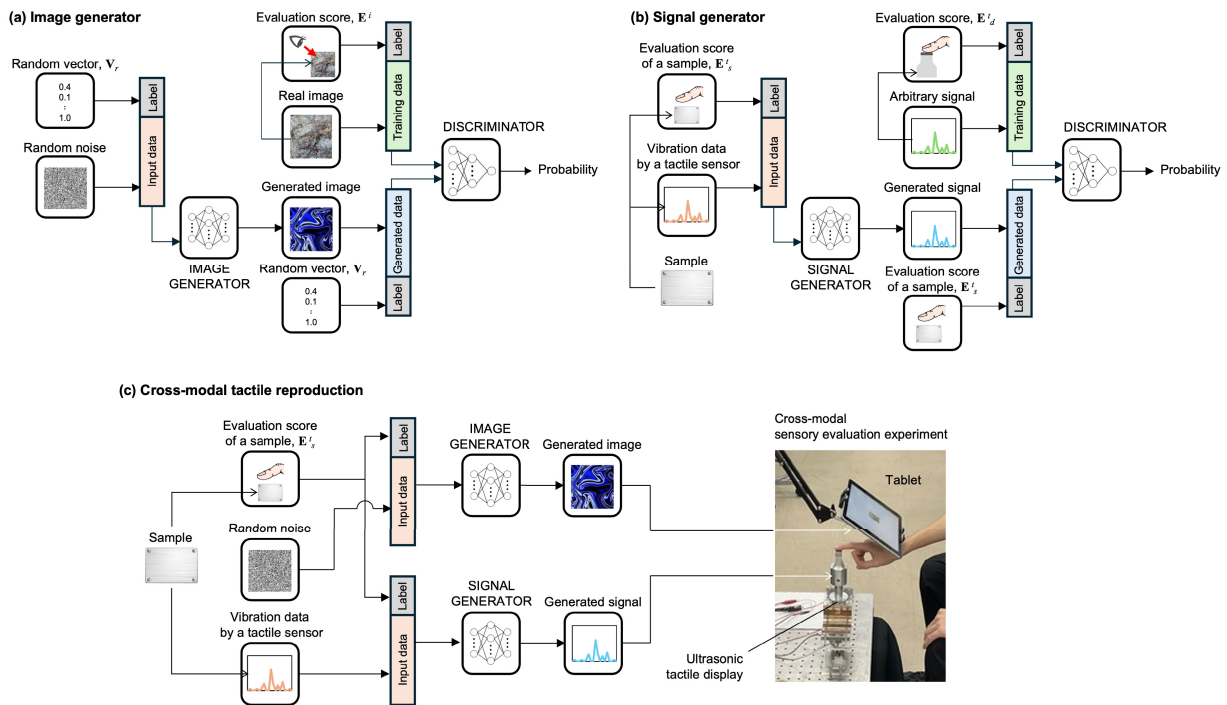 (a) Image generator
Evaluation score, E^i
Random vector, V_r
0.4
0.1
:
1.0
Label
Input data
Random noise
Real image
Label
Training data
DISCRIMINATOR
Probability
Generated image
IMAGE
GENERATOR
Random vector, V_r
0.4
0.1
:
1.0
Generated data
Label
(b) Signal generator
Evaluation score, E^t_d
Evaluation score
of a sample, E^t_s
Label
Input data
Vibration data
by a tactile sensor
Sample
Arbitrary signal
Label
Training data
DISCRIMINATOR
Probability
Generated signal
SIGNAL
GENERATOR
Evaluation score
of a sample, E^t_s
Generated data
Label
(c) Cross-modal tactile reproduction
Evaluation score
of a sample, E^t_s
Random noise
Sample
Vibration data
by a tactile sensor
Label
Input data
IMAGE
GENERATOR
Generated image
Label
Input data
SIGNAL
GENERATOR
Generated signal
Cross-modal
sensory evaluation experiment
Tablet
Ultrasonic
tactile display